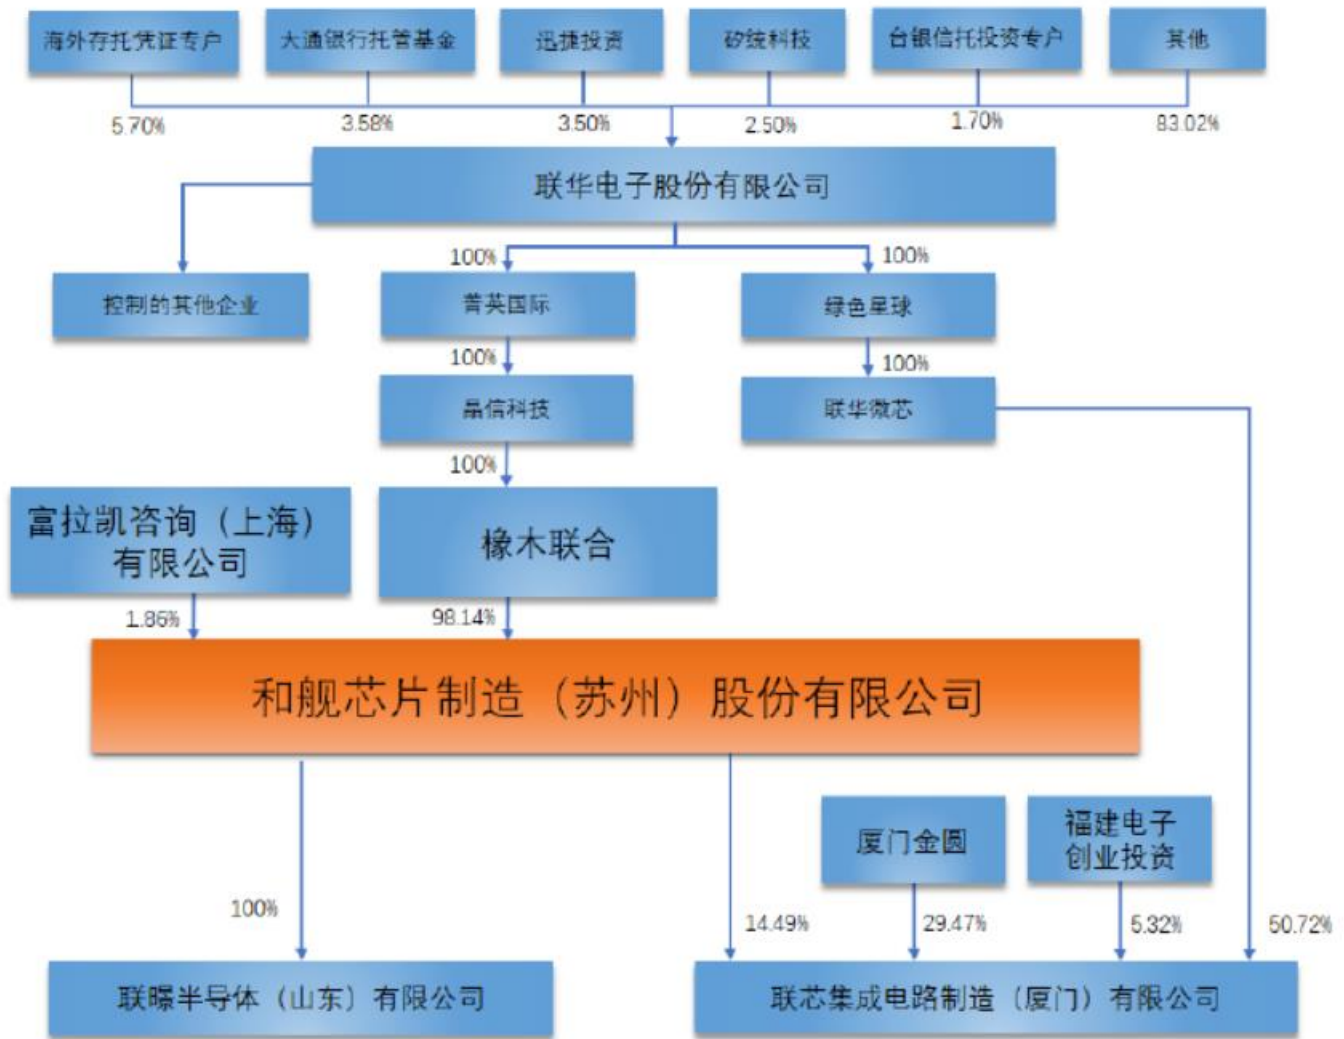 海外存托凭证专户
大通银行托管基金
迅捷投资
矽统科技
台银信托投资专户
其他
5.70%
3.58%
3.50%
2.50%
1.70%
83.02%
联华电子股份有限公司
100%
100%
控制的其他企业
菁英国际
绿色星球
100%
100%
晶信科技
联华微芯
100%
富拉凯咨询（上海）
有限公司
橡木联合
1.86%
98.14%
和舰芯片制造（苏州）股份有限公司
厦门金圆
福建电子
创业投资
100%
14.49%
29.47%
5.32%
50.72%
联曝半导体（山东）有限公司
联芯集成电路制造（厦门）有限公司